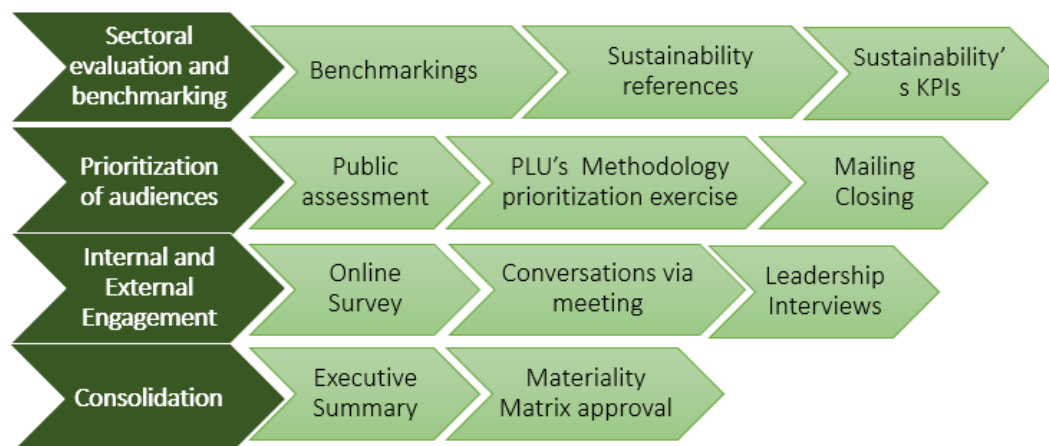 Sectoral
evaluation and
benchmarking
Benchmarkings
Sustainability
references
Sustainability'
s KPIs
Prioritization
of audiences
Public
assessment
PLU's Methodology
prioritization exercise
Mailing
Closing
Internal and
External
Engagement
Online
Survey
Conversations via
meeting
Leadership
Interviews
Consolidation
Executive
Summary
Materiality
Matrix approval